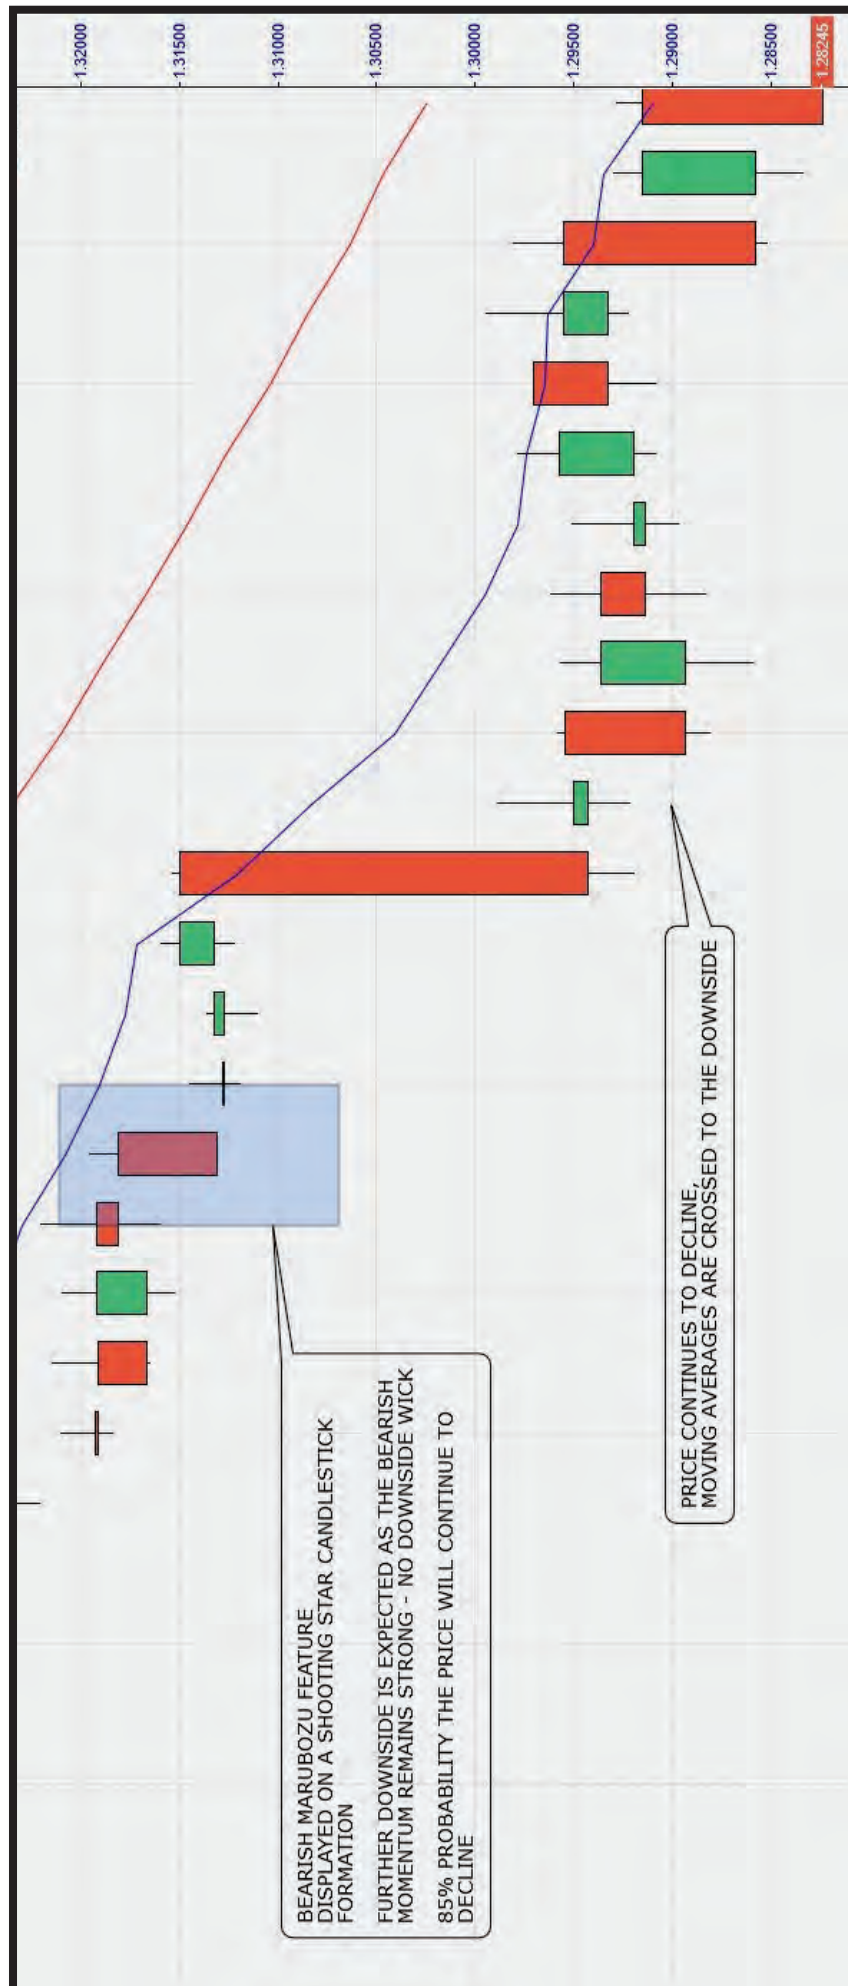 1.32000
1.31500
1.31000
1.30500
1.30000
1.29500
1.29000
1.28500
1.28245
BEARISH MARUBOZU FEATURE
DISPLAYED ON A SHOOTING STAR CANDLESTICK
FORMATION
FURTHER DOWNSIDE IS EXPECTED AS THE BEARISH
MOMENTUM REMAINS STRONG - NO DOWNSIDE WICK
85% PROBABILITY THE PRICE WILL CONTINUE TO
DECLINE
PRICE CONTINUES TO DECLINE,
MOVING AVERAGES ARE CROSSED TO THE DOWNSIDE